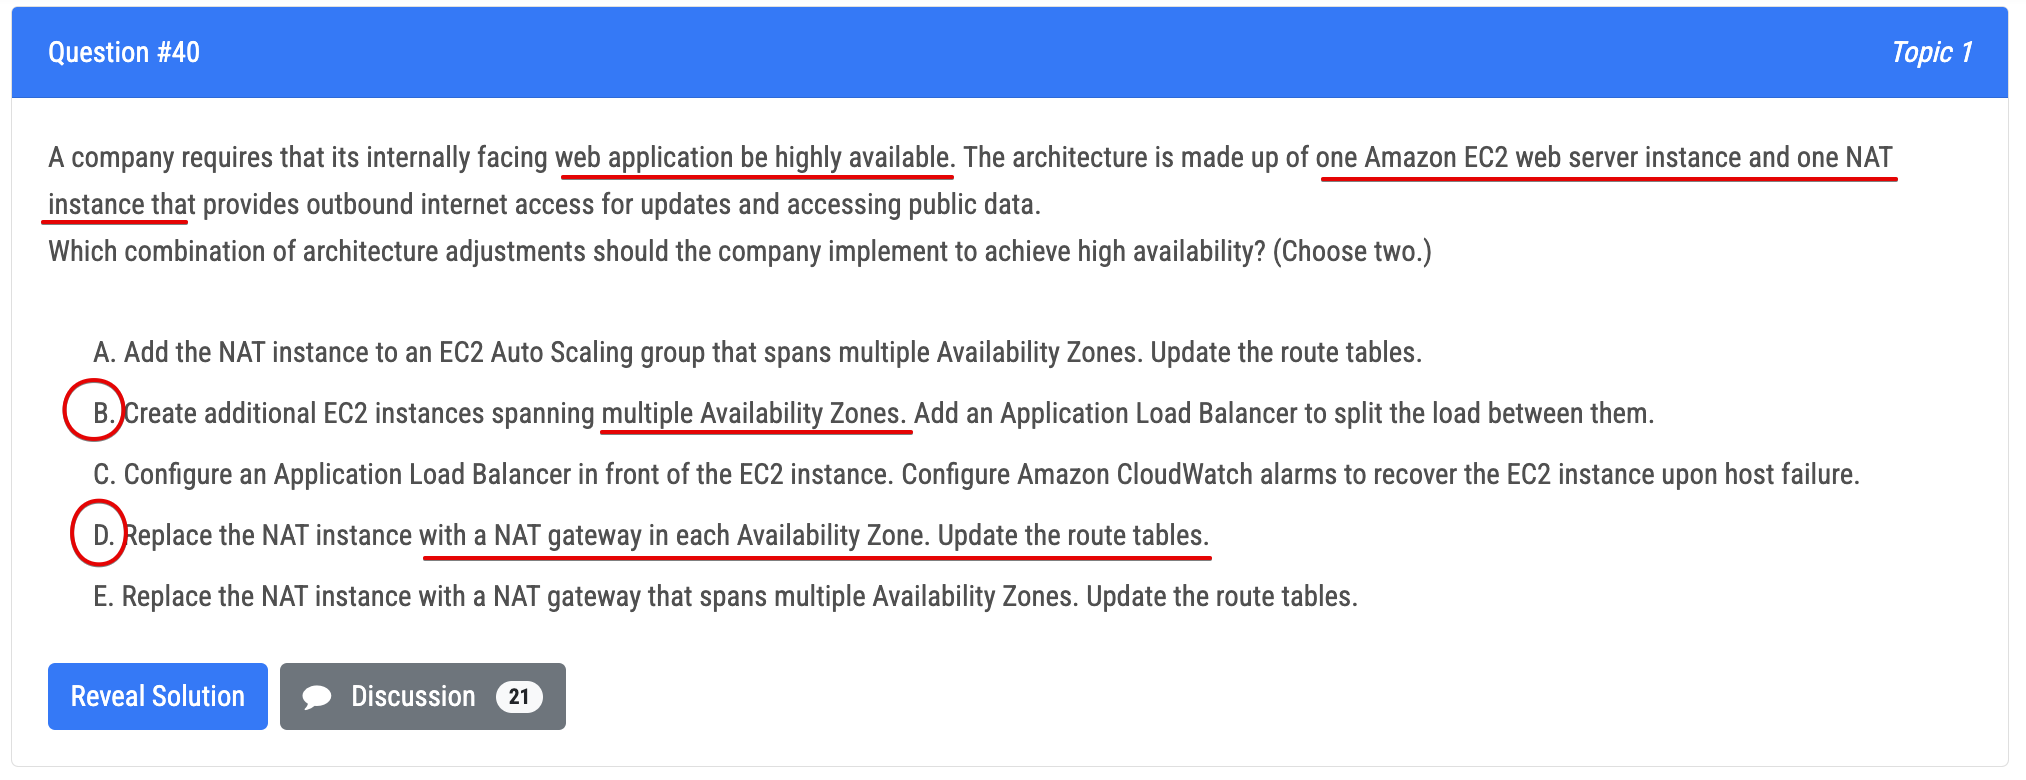 Question #40
Topic 1
A company requires that its internally facing web application be highly available. The architecture is made up of one Amazon EC2 web server instance and one NAT
instance that provides outbound internet access for updates and accessing public data.
Which combination of architecture adjustments should the company implement to achieve high availability? (Choose two.)
A. Add the NAT instance to an EC2 Auto Scaling group that spans multiple Availability Zones. Update the route tables.
B. Create additional EC2 instances spanning multiple Availability Zones. Add an Application Load Balancer to split the load between them.
C. Configure an Application Load Balancer in front of the EC2 instance. Configure Amazon CloudWatch alarms to recover the EC2 instance upon host failure.
D. Replace the NAT instance with a NAT gateway in each Availability Zone. Update the route tables.
E. Replace the NAT instance with a NAT gateway that spans multiple Availability Zones. Update the route tables.
Reveal Solution
Discussion 21